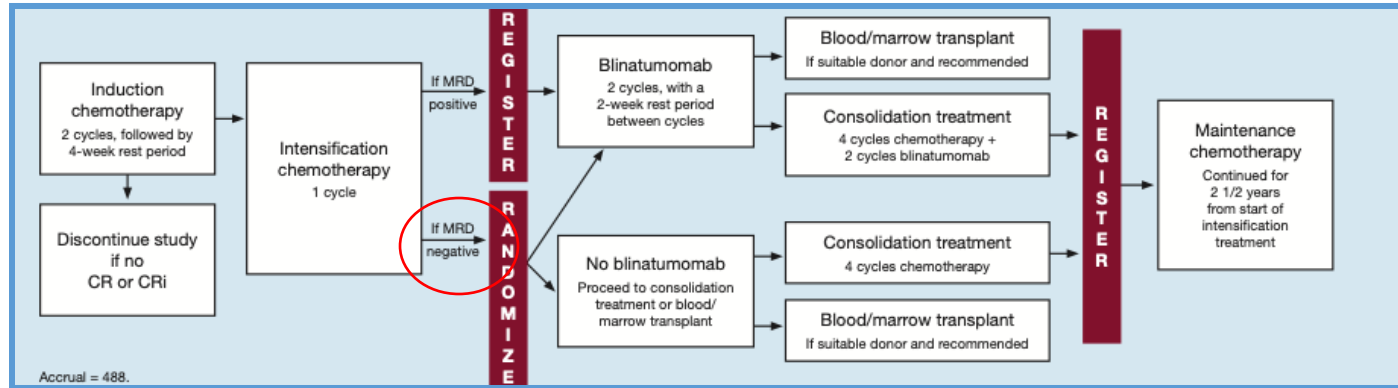 Induction
chemotherapy
2 cycles, followed by
4-week rest period
Discontinue study
if no
CR or CRi
Intensification
chemotherapy
1 cycle
If MRD
positive
If MRD
negative
REGISTER
RANDOMIZE
Blinatumomab
2 cycles, with a
2-week rest period
between cycles
No blinatumomab
Proceed to consolidation
treatment or blood/
marrow transplant
Blood/marrow transplant
If suitable donor and recommended
Consolidation treatment
4 cycles chemotherapy +
2 cycles blinatumomab
Consolidation treatment
4 cycles chemotherapy
Blood/marrow transplant
If suitable donor and recommended
REGISTER
Maintenance
chemotherapy
Continued for
2 1/2 years
from start of
intensification
treatment
Accrual = 488.